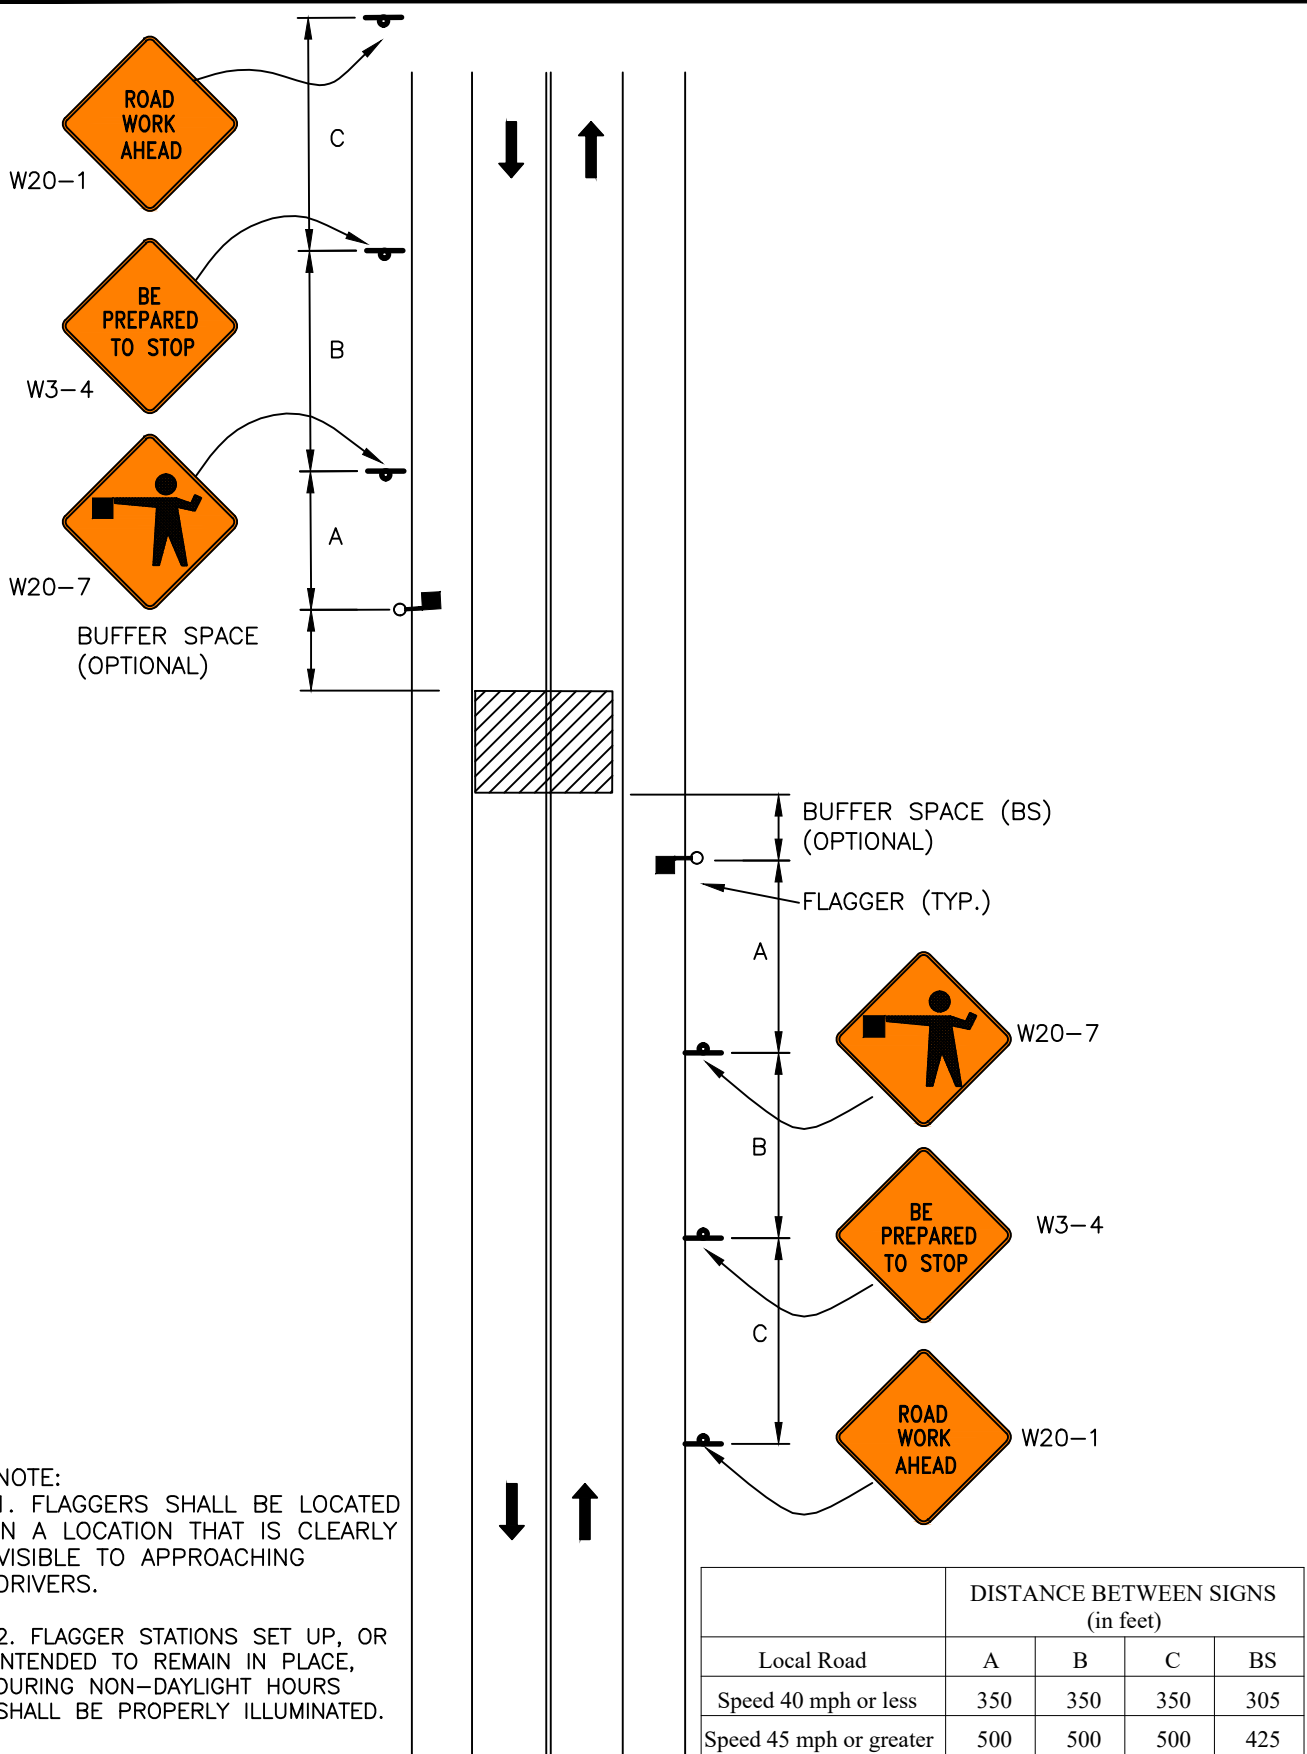 ROAD
WORK
AHEAD
W20-1
C
BE
PREPARED
TO STOP
W3-4
B
A
W20-7
BUFFER SPACE
(OPTIONAL)
BUFFER SPACE (BS)
(OPTIONAL)
FLAGGER (TYP.)
A
W20-7
B
BE
PREPARED
TO STOP
W3-4
C
ROAD
WORK
AHEAD
W20-1
NOTE:
1. FLAGGERS SHALL BE LOCATED
IN A LOCATION THAT IS CLEARLY
VISIBLE TO APPROACHING
DRIVERS.
2. FLAGGER STATIONS SET UP, OR
INTENDED TO REMAIN IN PLACE,
DURING NON-DAYLIGHT HOURS
SHALL BE PROPERLY ILLUMINATED.
DISTANCE BETWEEN SIGNS
(in feet)
Local Road A B C BS
Speed 40 mph or less 350 350 350 305
Speed 45 mph or greater 500 500 500 425